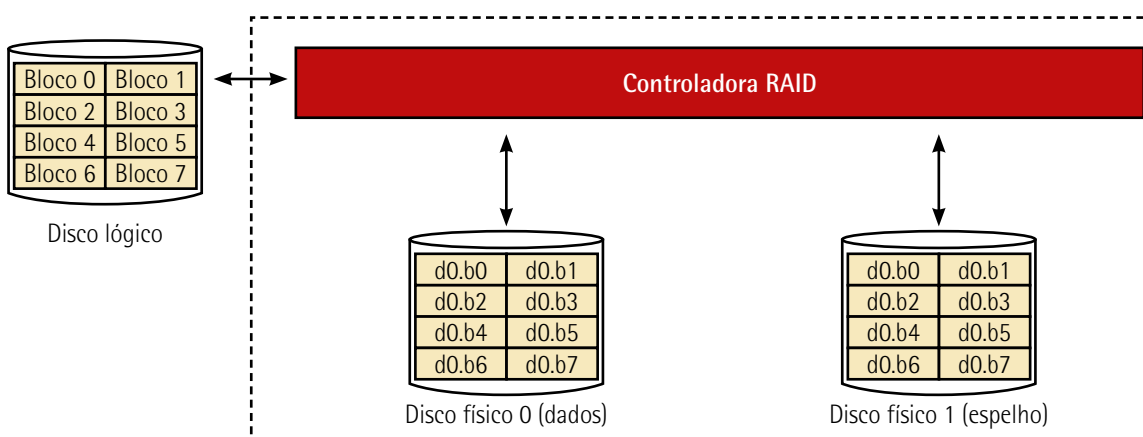 Controladora RAID
Bloco 0 Bloco 1
Bloco 2 Bloco 3
Bloco 4 Bloco 5
Bloco 6 Bloco 7
Disco lógico
d0.b0 d0.b1
d0.b2 d0.b3
d0.b4 d0.b5
d0.b6 d0.b7
Disco físico 0 (dados)
d0.b0 d0.b1
d0.b2 d0.b3
d0.b4 d0.b5
d0.b6 d0.b7
Disco físico 1 (espelho)